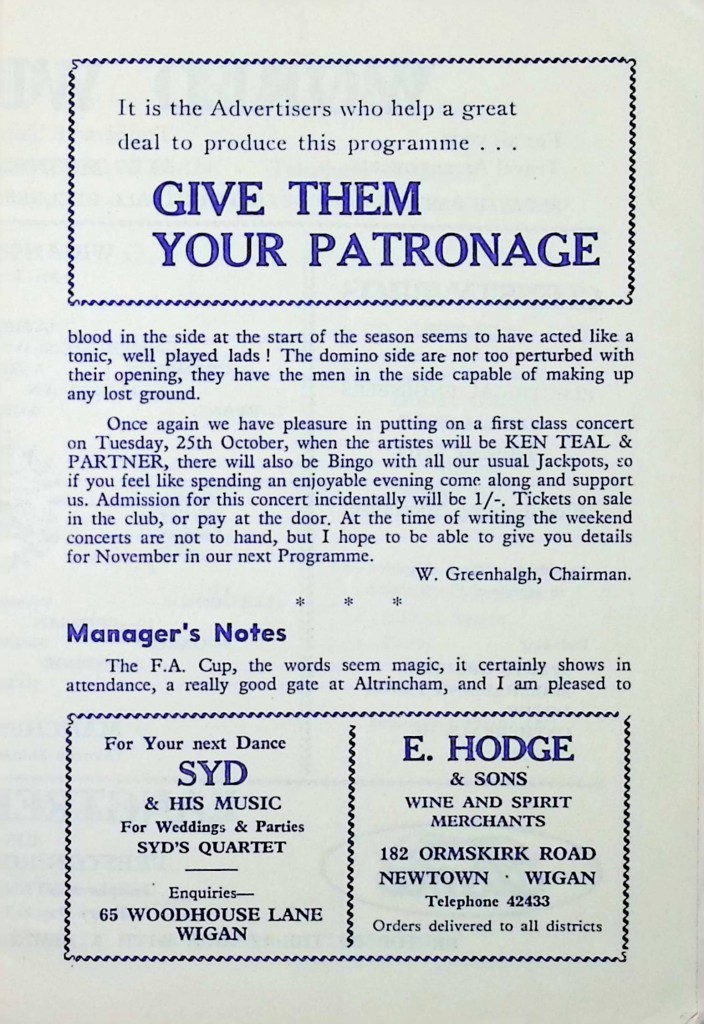 It is the Advertisers who help a great
deal to produce this programme . . .
GIVE THEM
YOUR PATRONAGE
blood in the side at the start of the season seems to have acted like a
tonic, well played lads ! The domino side are not too perturbed with
their opening, they have the men in the side capable of making up
any lost ground.
Once again we have pleasure in putting on a first class concert
on Tuesday, 25th October, when the artistes will be KEN TEAL &
PARTNER, there will also be Bingo with all our usual Jackpots, so
if you feel like spending an enjoyable evening come along and support
us. Admission for this concert incidentally will be 1/-. Tickets on sale
in the club, or pay at the door. At the time of writing the weekend
concerts are not to hand, but I hope to be able to give you details
for November in our next Programme.
W. Greenhalgh, Chairman.
* * *
Manager's Notes
The F.A. Cup, the words seem magic, it certainly shows in
attendance, a really good gate at Altrincham, and I am pleased to
For Your next Dance
SYD
& HIS MUSIC
For Weddings & Parties
SYD'S QUARTET
Enquiries—
65 WOODHOUSE LANE
WIGAN
E. HODGE
& SONS
WINE AND SPIRIT
MERCHANTS
182 ORMSKIRK ROAD
NEWTOWN · WIGAN
Telephone 42433
Orders delivered to all districts